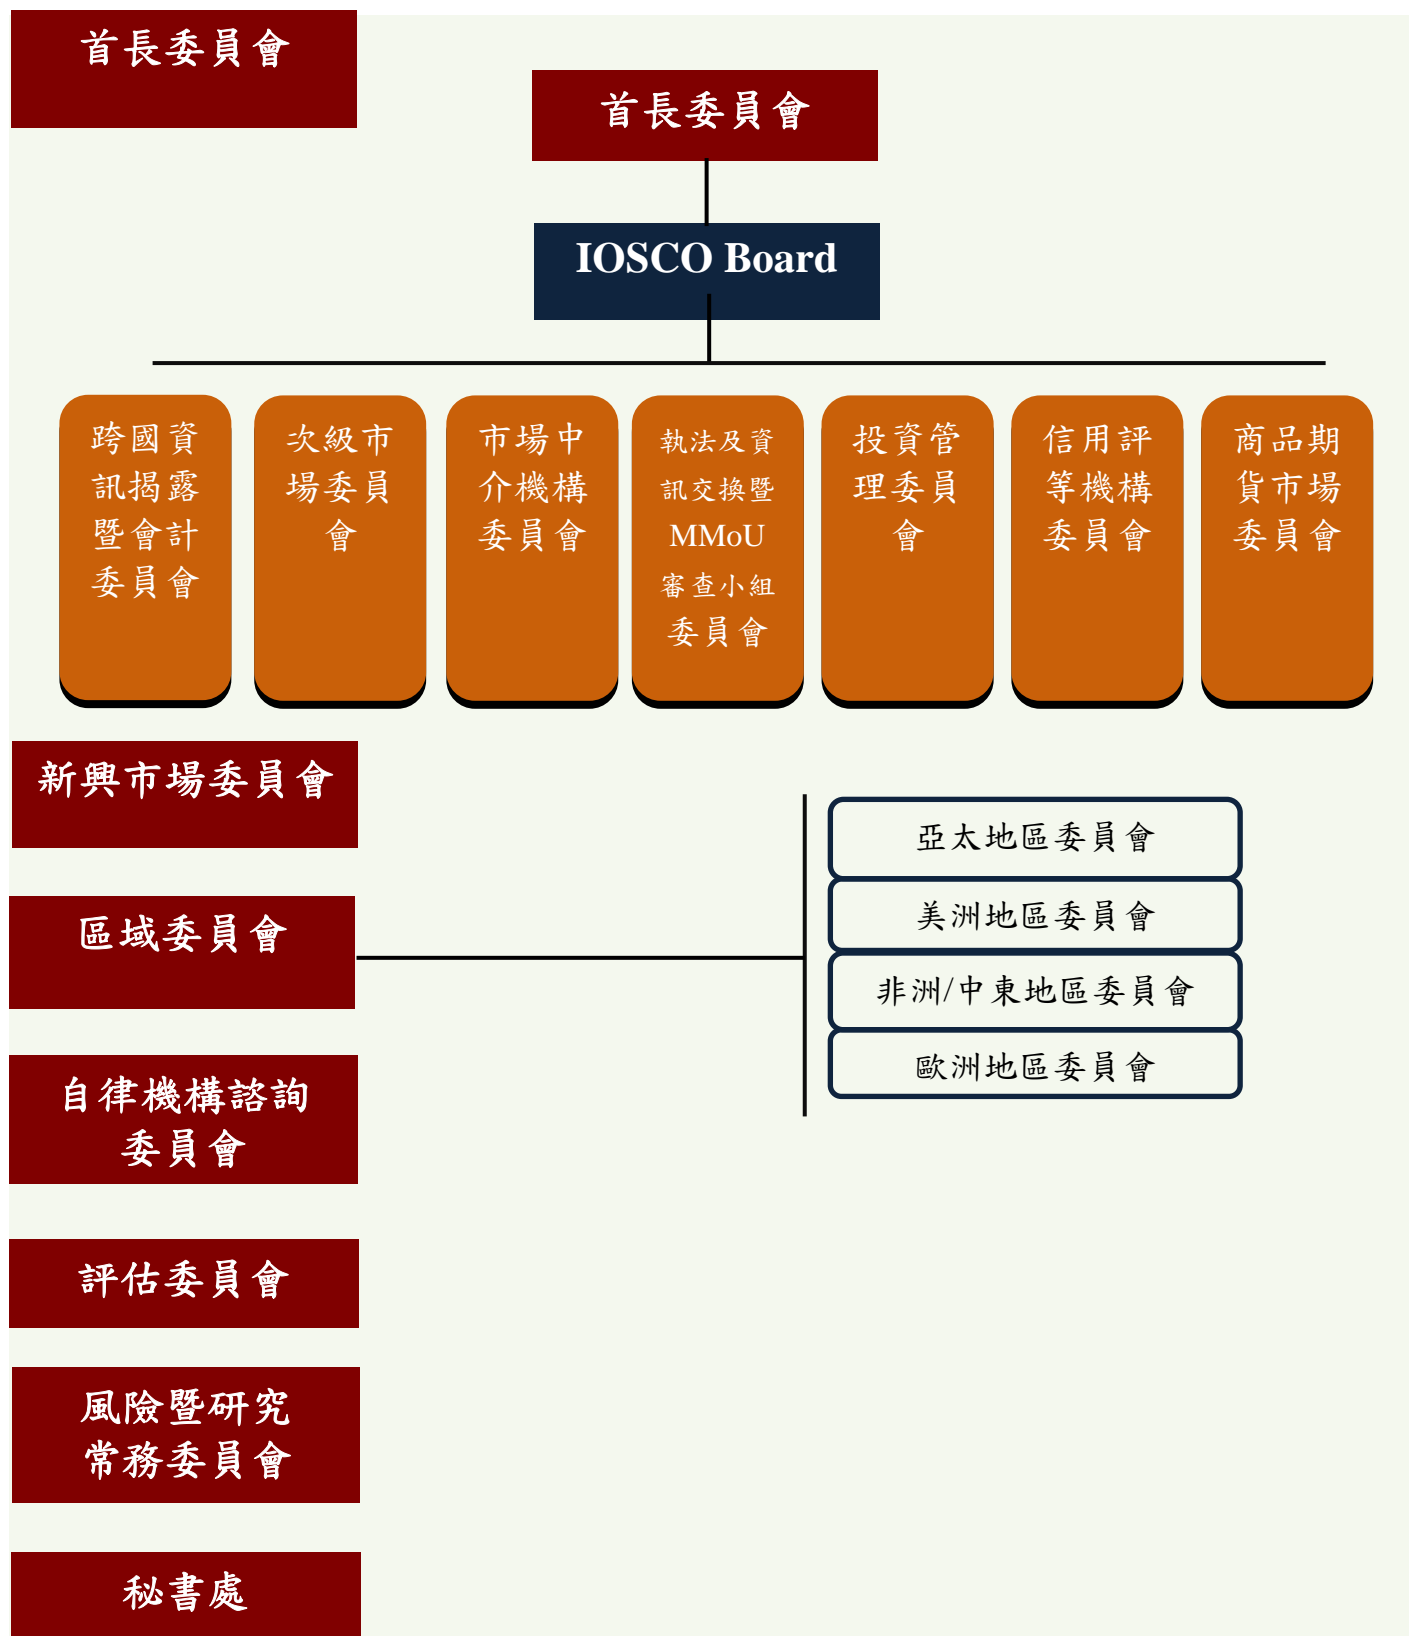 首長委員會
首長委員會
IOSCO Board
跨國資
訊揭露
暨會計
委員會
次級市
場委員
會
市場中
介機構
委員會
執法及資
訊交換暨
MMoU
審查小組
委員會
投資管
理委員
會
信用評
等機構
委員會
商品期
貨市場
委員會
新興市場委員會
區域委員會
亞太地區委員會
美洲地區委員會
非洲/中東地區委員會
歐洲地區委員會
自律機構諮詢
委員會
評估委員會
風險暨研究
常務委員會
秘書處